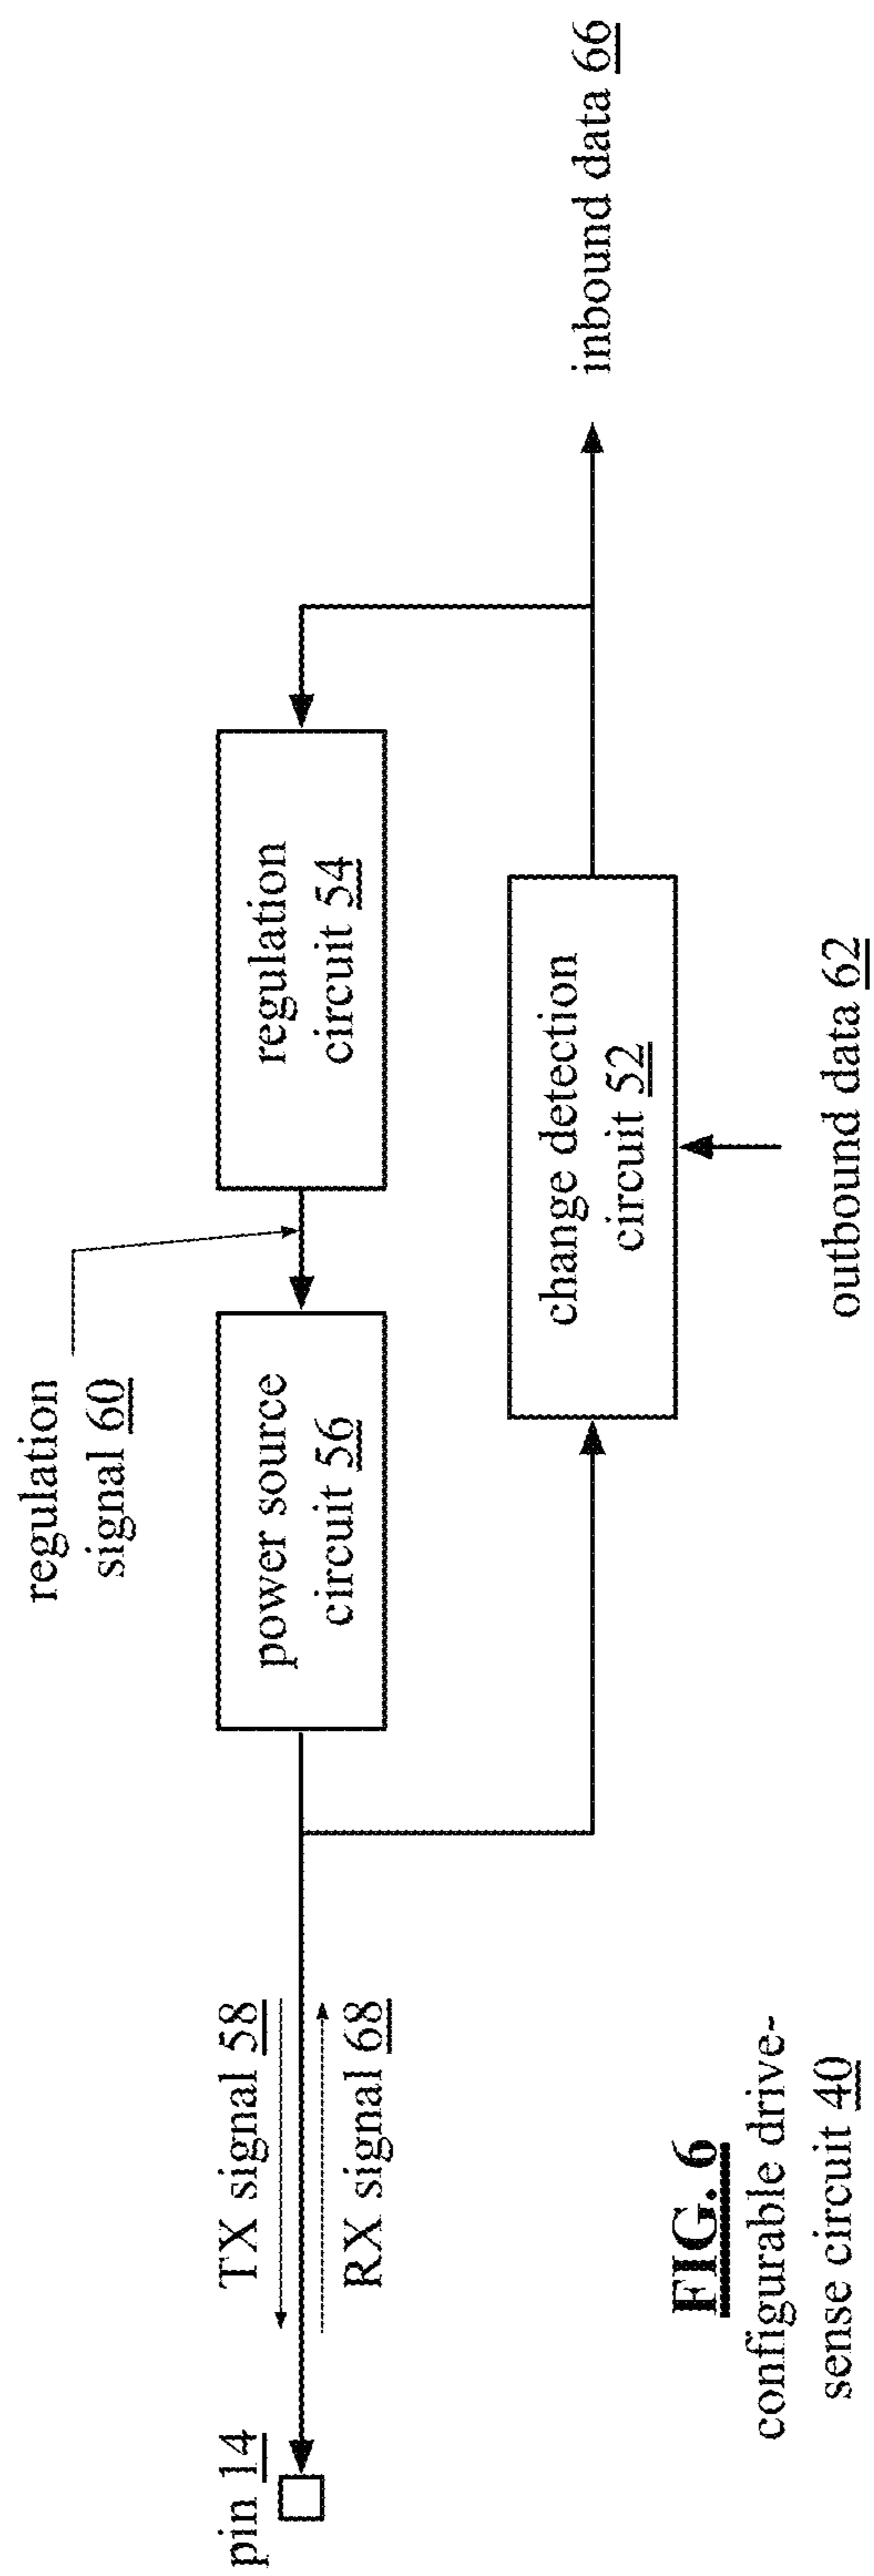 regulation
signal 60
pin 14
TX signal 58
RX signal 68
power source
circuit 56
regulation
circuit 54
change detection
circuit 52
inbound data 66
outbound data 62
FIG. 6
configurable drive-
sense circuit 40